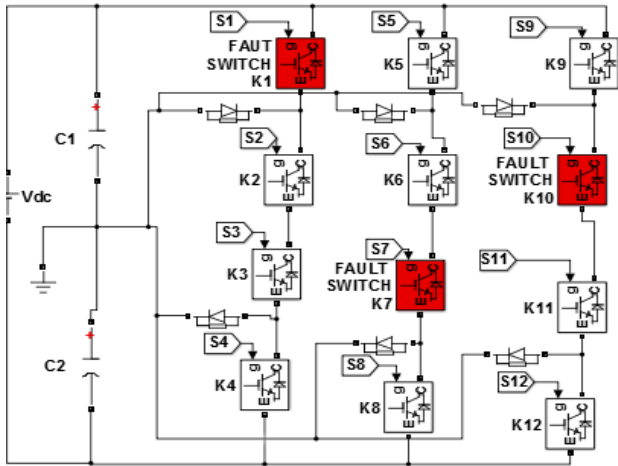 S1
S5
S9
FAUT
SWITCH
K1
g
C
E
K5
g
C
E
K9
g
C
E
C1
S2
S6
S10
K2
g
C
E
K6
g
C
E
FAULT
SWITCH
K10
g
C
E
Vdc
S3
S7
S11
K3
g
C
E
FAULT
SWITCH
K7
g
C
E
K11
g
C
E
C2
S4
S8
S12
K4
g
C
E
K8
g
C
E
K12
g
C
E